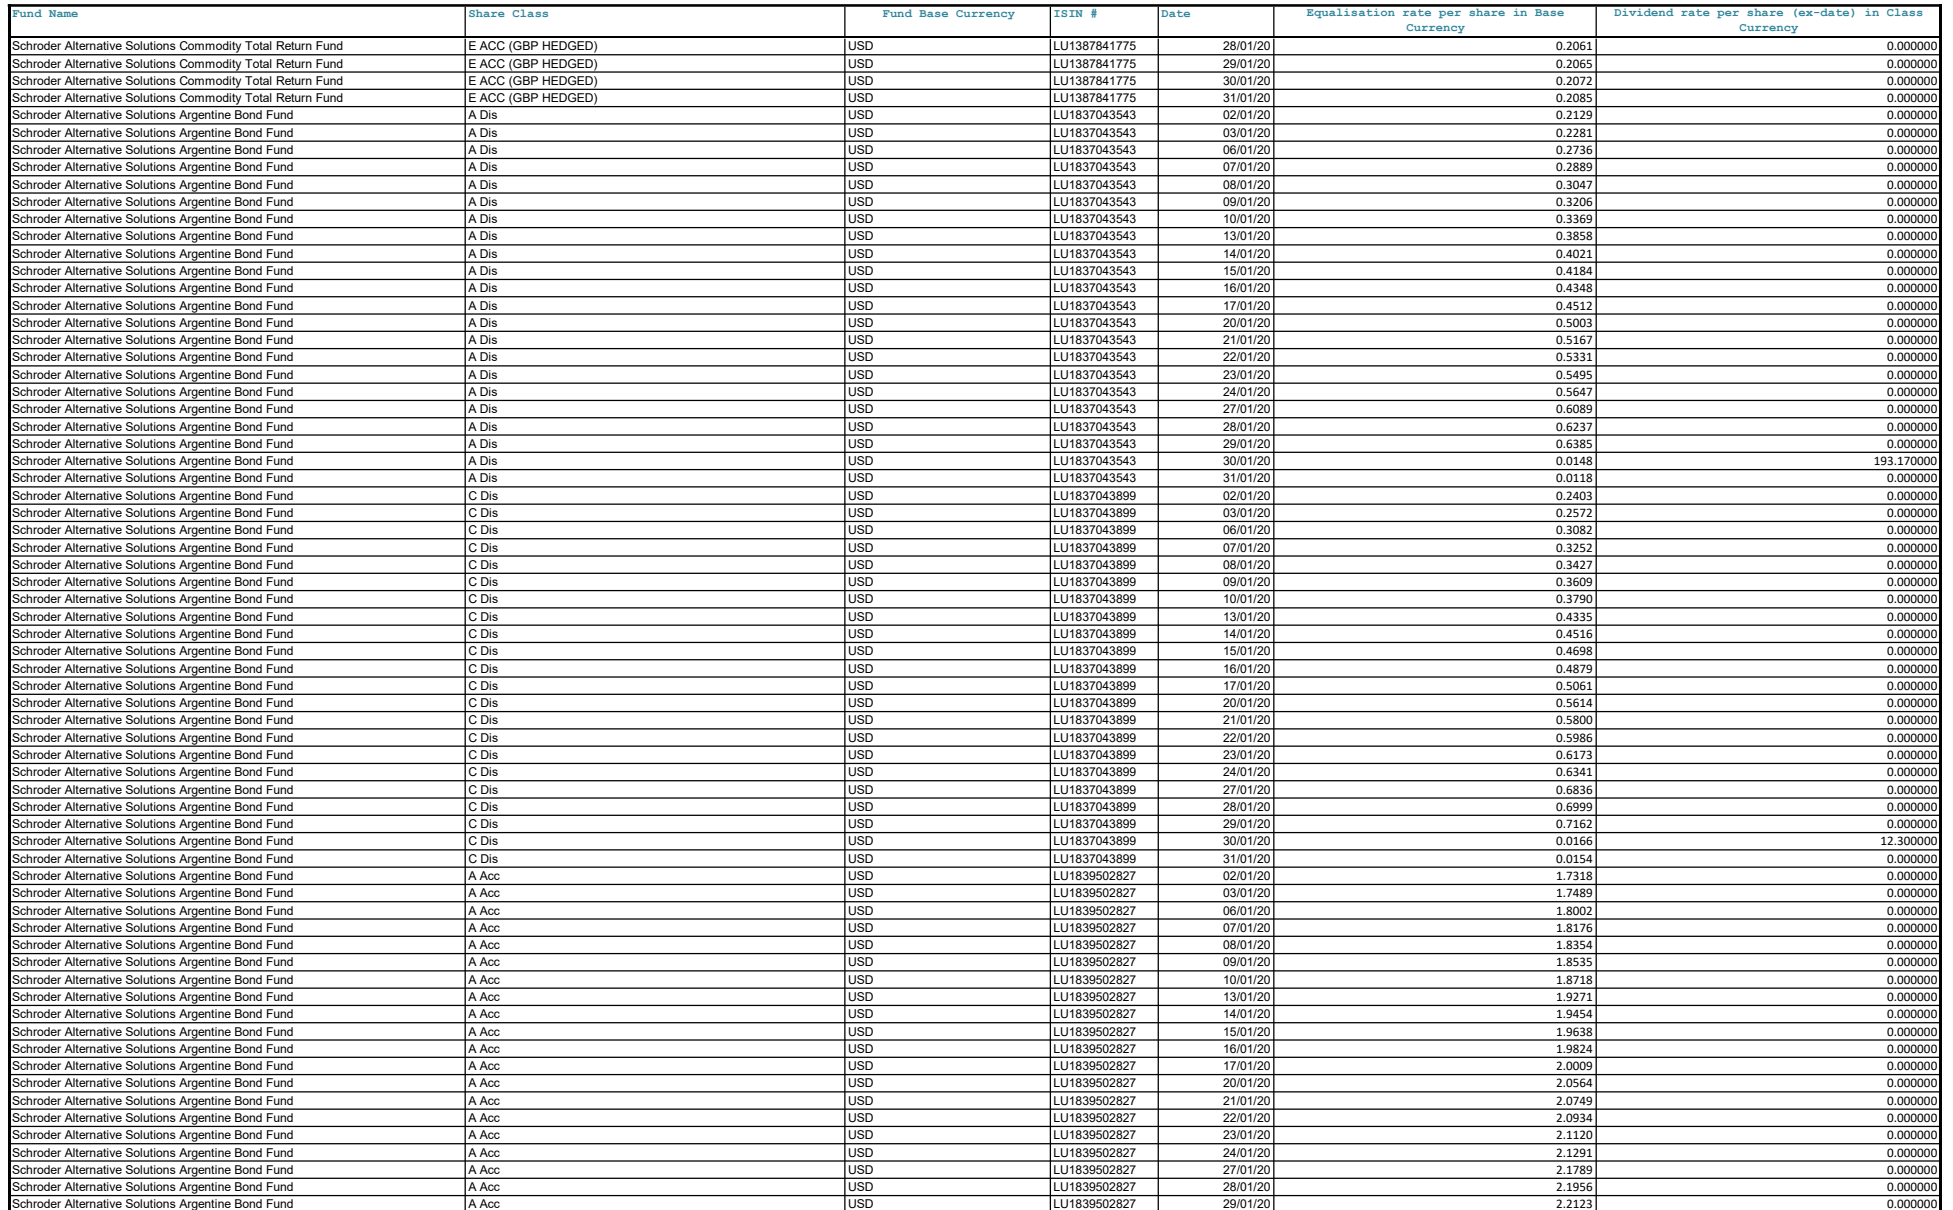 Fund Name Share Class Fund Base Currency ISIN # Date Equalisation rate per share in Base Currency Dividend rate per share (ex-date) in Class Currency
Schroder Alternative Solutions Commodity Total Return Fund E ACC (GBP HEDGED) USD LU1387841775 28/01/20 0.2061 0.000000
Schroder Alternative Solutions Commodity Total Return Fund E ACC (GBP HEDGED) USD LU1387841775 29/01/20 0.2065 0.000000
Schroder Alternative Solutions Commodity Total Return Fund E ACC (GBP HEDGED) USD LU1387841775 30/01/20 0.2072 0.000000
Schroder Alternative Solutions Commodity Total Return Fund E ACC (GBP HEDGED) USD LU1387841775 31/01/20 0.2085 0.000000
Schroder Alternative Solutions Argentine Bond Fund A Dis USD LU1837043543 02/01/20 0.2129 0.000000
Schroder Alternative Solutions Argentine Bond Fund A Dis USD LU1837043543 03/01/20 0.2281 0.000000
Schroder Alternative Solutions Argentine Bond Fund A Dis USD LU1837043543 06/01/20 0.2736 0.000000
Schroder Alternative Solutions Argentine Bond Fund A Dis USD LU1837043543 07/01/20 0.2889 0.000000
Schroder Alternative Solutions Argentine Bond Fund A Dis USD LU1837043543 08/01/20 0.3047 0.000000
Schroder Alternative Solutions Argentine Bond Fund A Dis USD LU1837043543 09/01/20 0.3206 0.000000
Schroder Alternative Solutions Argentine Bond Fund A Dis USD LU1837043543 10/01/20 0.3369 0.000000
Schroder Alternative Solutions Argentine Bond Fund A Dis USD LU1837043543 13/01/20 0.3858 0.000000
Schroder Alternative Solutions Argentine Bond Fund A Dis USD LU1837043543 14/01/20 0.4021 0.000000
Schroder Alternative Solutions Argentine Bond Fund A Dis USD LU1837043543 15/01/20 0.4184 0.000000
Schroder Alternative Solutions Argentine Bond Fund A Dis USD LU1837043543 16/01/20 0.4348 0.000000
Schroder Alternative Solutions Argentine Bond Fund A Dis USD LU1837043543 17/01/20 0.4512 0.000000
Schroder Alternative Solutions Argentine Bond Fund A Dis USD LU1837043543 20/01/20 0.5003 0.000000
Schroder Alternative Solutions Argentine Bond Fund A Dis USD LU1837043543 21/01/20 0.5167 0.000000
Schroder Alternative Solutions Argentine Bond Fund A Dis USD LU1837043543 22/01/20 0.5331 0.000000
Schroder Alternative Solutions Argentine Bond Fund A Dis USD LU1837043543 23/01/20 0.5495 0.000000
Schroder Alternative Solutions Argentine Bond Fund A Dis USD LU1837043543 24/01/20 0.5647 0.000000
Schroder Alternative Solutions Argentine Bond Fund A Dis USD LU1837043543 27/01/20 0.6089 0.000000
Schroder Alternative Solutions Argentine Bond Fund A Dis USD LU1837043543 28/01/20 0.6237 0.000000
Schroder Alternative Solutions Argentine Bond Fund A Dis USD LU1837043543 29/01/20 0.6385 0.000000
Schroder Alternative Solutions Argentine Bond Fund A Dis USD LU1837043543 30/01/20 0.0148 193.170000
Schroder Alternative Solutions Argentine Bond Fund A Dis USD LU1837043543 31/01/20 0.0118 0.000000
Schroder Alternative Solutions Argentine Bond Fund C Dis USD LU1837043899 02/01/20 0.2403 0.000000
Schroder Alternative Solutions Argentine Bond Fund C Dis USD LU1837043899 03/01/20 0.2572 0.000000
Schroder Alternative Solutions Argentine Bond Fund C Dis USD LU1837043899 06/01/20 0.3082 0.000000
Schroder Alternative Solutions Argentine Bond Fund C Dis USD LU1837043899 07/01/20 0.3252 0.000000
Schroder Alternative Solutions Argentine Bond Fund C Dis USD LU1837043899 08/01/20 0.3427 0.000000
Schroder Alternative Solutions Argentine Bond Fund C Dis USD LU1837043899 09/01/20 0.3609 0.000000
Schroder Alternative Solutions Argentine Bond Fund C Dis USD LU1837043899 10/01/20 0.3790 0.000000
Schroder Alternative Solutions Argentine Bond Fund C Dis USD LU1837043899 13/01/20 0.4335 0.000000
Schroder Alternative Solutions Argentine Bond Fund C Dis USD LU1837043899 14/01/20 0.4516 0.000000
Schroder Alternative Solutions Argentine Bond Fund C Dis USD LU1837043899 15/01/20 0.4698 0.000000
Schroder Alternative Solutions Argentine Bond Fund C Dis USD LU1837043899 16/01/20 0.4879 0.000000
Schroder Alternative Solutions Argentine Bond Fund C Dis USD LU1837043899 17/01/20 0.5061 0.000000
Schroder Alternative Solutions Argentine Bond Fund C Dis USD LU1837043899 20/01/20 0.5614 0.000000
Schroder Alternative Solutions Argentine Bond Fund C Dis USD LU1837043899 21/01/20 0.5800 0.000000
Schroder Alternative Solutions Argentine Bond Fund C Dis USD LU1837043899 22/01/20 0.5986 0.000000
Schroder Alternative Solutions Argentine Bond Fund C Dis USD LU1837043899 23/01/20 0.6173 0.000000
Schroder Alternative Solutions Argentine Bond Fund C Dis USD LU1837043899 24/01/20 0.6341 0.000000
Schroder Alternative Solutions Argentine Bond Fund C Dis USD LU1837043899 27/01/20 0.6836 0.000000
Schroder Alternative Solutions Argentine Bond Fund C Dis USD LU1837043899 28/01/20 0.6999 0.000000
Schroder Alternative Solutions Argentine Bond Fund C Dis USD LU1837043899 29/01/20 0.7162 0.000000
Schroder Alternative Solutions Argentine Bond Fund C Dis USD LU1837043899 30/01/20 0.0166 12.300000
Schroder Alternative Solutions Argentine Bond Fund C Dis USD LU1837043899 31/01/20 0.0154 0.000000
Schroder Alternative Solutions Argentine Bond Fund A Acc USD LU1839502827 02/01/20 1.7318 0.000000
Schroder Alternative Solutions Argentine Bond Fund A Acc USD LU1839502827 03/01/20 1.7489 0.000000
Schroder Alternative Solutions Argentine Bond Fund A Acc USD LU1839502827 06/01/20 1.8002 0.000000
Schroder Alternative Solutions Argentine Bond Fund A Acc USD LU1839502827 07/01/20 1.8176 0.000000
Schroder Alternative Solutions Argentine Bond Fund A Acc USD LU1839502827 08/01/20 1.8354 0.000000
Schroder Alternative Solutions Argentine Bond Fund A Acc USD LU1839502827 09/01/20 1.8535 0.000000
Schroder Alternative Solutions Argentine Bond Fund A Acc USD LU1839502827 10/01/20 1.8718 0.000000
Schroder Alternative Solutions Argentine Bond Fund A Acc USD LU1839502827 13/01/20 1.9271 0.000000
Schroder Alternative Solutions Argentine Bond Fund A Acc USD LU1839502827 14/01/20 1.9454 0.000000
Schroder Alternative Solutions Argentine Bond Fund A Acc USD LU1839502827 15/01/20 1.9638 0.000000
Schroder Alternative Solutions Argentine Bond Fund A Acc USD LU1839502827 16/01/20 1.9824 0.000000
Schroder Alternative Solutions Argentine Bond Fund A Acc USD LU1839502827 17/01/20 2.0009 0.000000
Schroder Alternative Solutions Argentine Bond Fund A Acc USD LU1839502827 20/01/20 2.0564 0.000000
Schroder Alternative Solutions Argentine Bond Fund A Acc USD LU1839502827 21/01/20 2.0749 0.000000
Schroder Alternative Solutions Argentine Bond Fund A Acc USD LU1839502827 22/01/20 2.0934 0.000000
Schroder Alternative Solutions Argentine Bond Fund A Acc USD LU1839502827 23/01/20 2.1120 0.000000
Schroder Alternative Solutions Argentine Bond Fund A Acc USD LU1839502827 24/01/20 2.1291 0.000000
Schroder Alternative Solutions Argentine Bond Fund A Acc USD LU1839502827 27/01/20 2.1789 0.000000
Schroder Alternative Solutions Argentine Bond Fund A Acc USD LU1839502827 28/01/20 2.1956 0.000000
Schroder Alternative Solutions Argentine Bond Fund A Acc USD LU1839502827 29/01/20 2.2123 0.000000